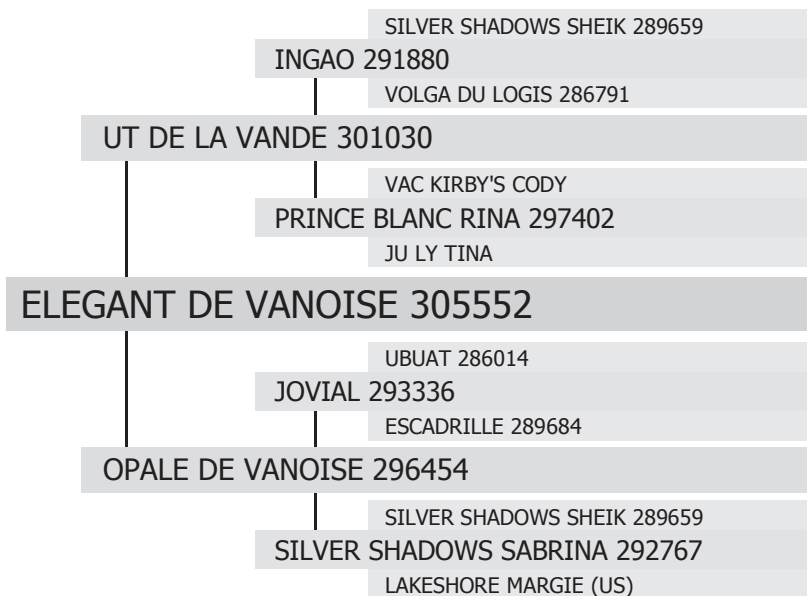 SILVER SHADOWS SHEIK 289659
INGAO 291880
VOLGA DU LOGIS 286791
UT DE LA VANDE 301030
VAC KIRBY'S CODY
PRINCE BLANC RINA 297402
JU LY TINA
ELEGANT DE VANOISE 305552
UBUAT 286014
JOVIAL 293336
ESCADRILLE 289684
OPALE DE VANOISE 296454
SILVER SHADOWS SHEIK 289659
SILVER SHADOWS SABRINA 292767
LAKESHORE MARGIE (US)